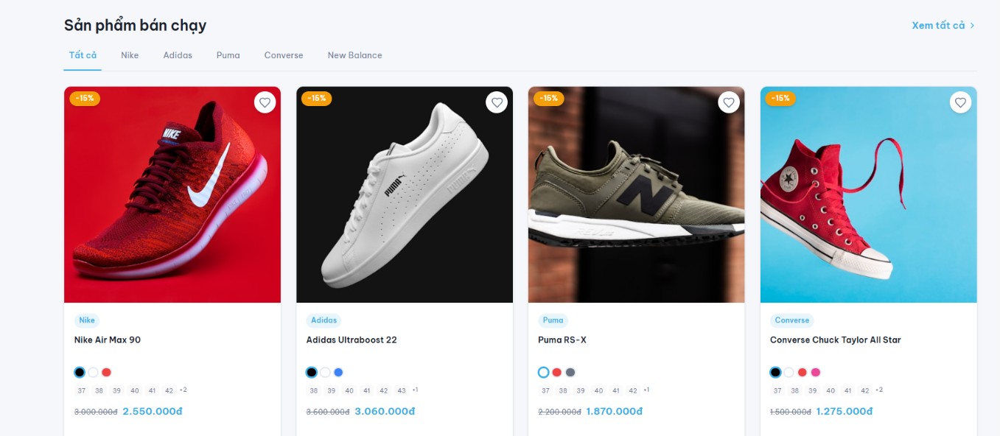 Sản phẩm bán chạy
Xem tất cả >
Tất cả Nike Adidas Puma Converse New Balance
-15% -15% -15% -15%
NIKE
PUMA
PUMA
N
REVlite
Nike Adidas Puma Converse
Nike Air Max 90 Adidas Ultraboost 22 Puma RS-X Converse Chuck Taylor All Star
37 38 39 40 41 42 +2 38 39 40 41 42 43 +1 37 38 39 40 41 42 +1 37 38 39 40 41 42 +2
3.000.000đ 2.550.000đ 3.600.000đ 3.060.000đ 2.200.000đ 1.870.000đ 1.500.000đ 1.275.000đ